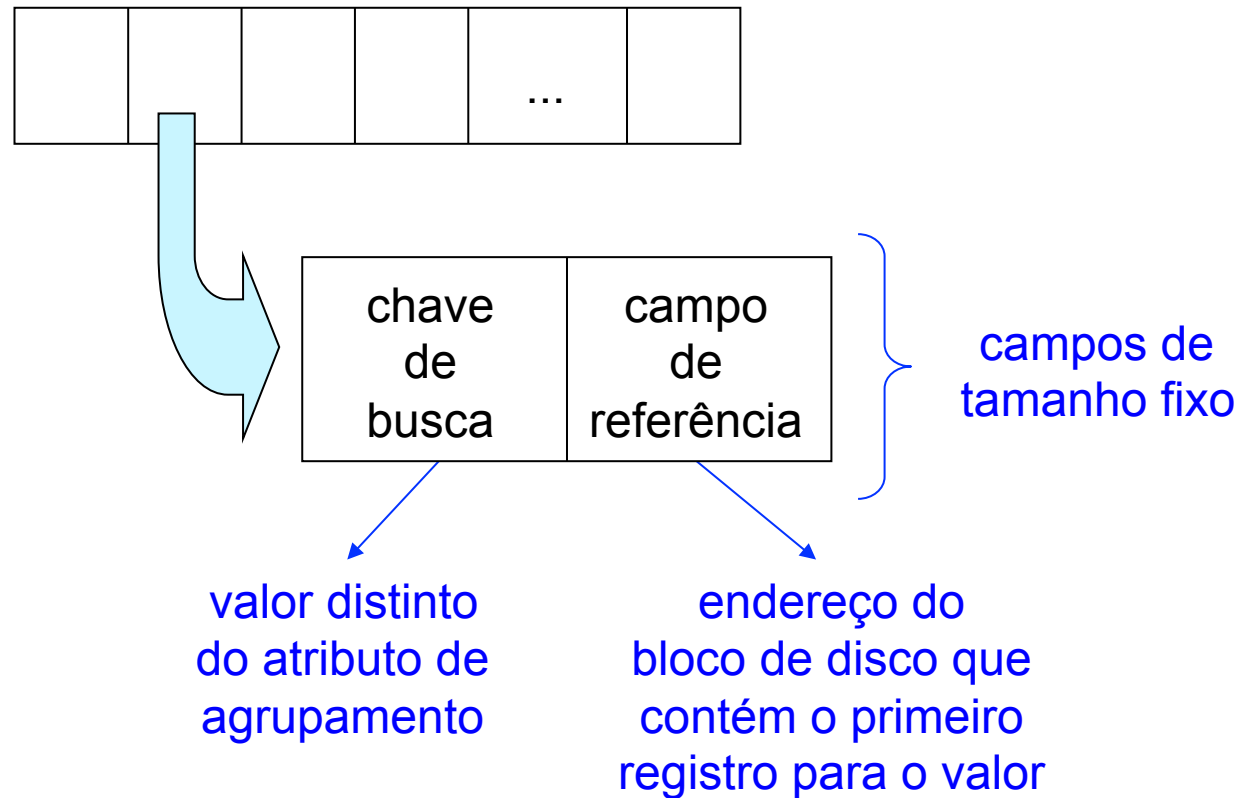 ...
chave
de
busca
campo
de
referência
campos de
tamanho fixo
valor distinto
do atributo de
agrupamento
endereço do
bloco de disco que
contém o primeiro
registro para o valor